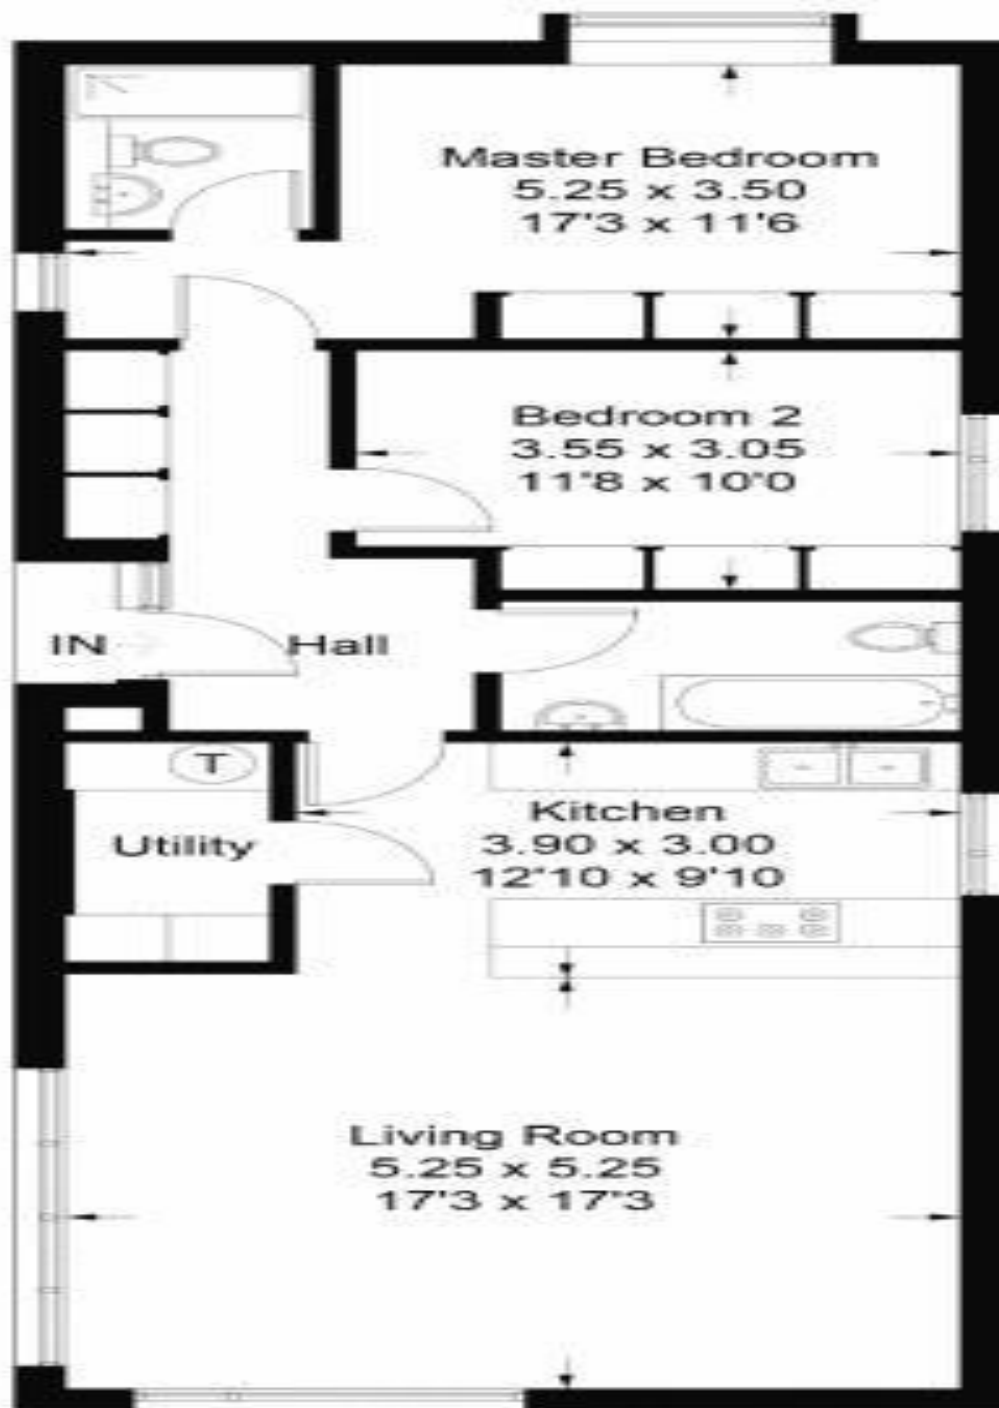 Master Bedroom
5.25 x 3.50
17'3 x 11'6
Bedroom 2
3.55 x 3.05
11'8 x 10'0
IN
Hall
T
Utility
Kitchen
3.90 x 3.00
12'10 x 9'10
Living Room
5.25 x 5.25
17'3 x 17'3